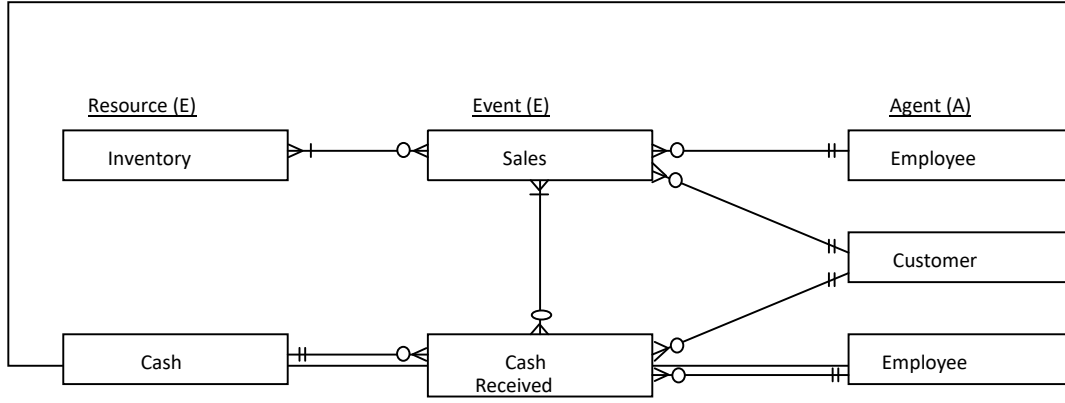 Resource (E)
Event (E)
Agent (A)
Inventory
Sales
Employee
Customer
Cash
Cash
Received
Employee